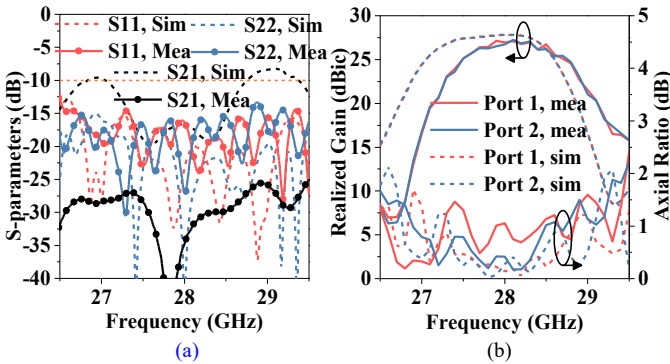 S11, Sim S22, Sim
S11, Mea S22, Mea
S21, Sim
S21, Mea
S-parameters (dB)
0
-5
-10
-15
-20
-25
-30
-35
-40
27 28 29
Frequency (GHz)
(a)
Realized Gain (dBic)
30
25
20
15
10
5
0
Port 1, mea
Port 2, mea
Port 1, sim
Port 2, sim
5
4
3
2
1
0
Axial Ratio (dB)
27 28 29
Frequency (GHz)
(b)